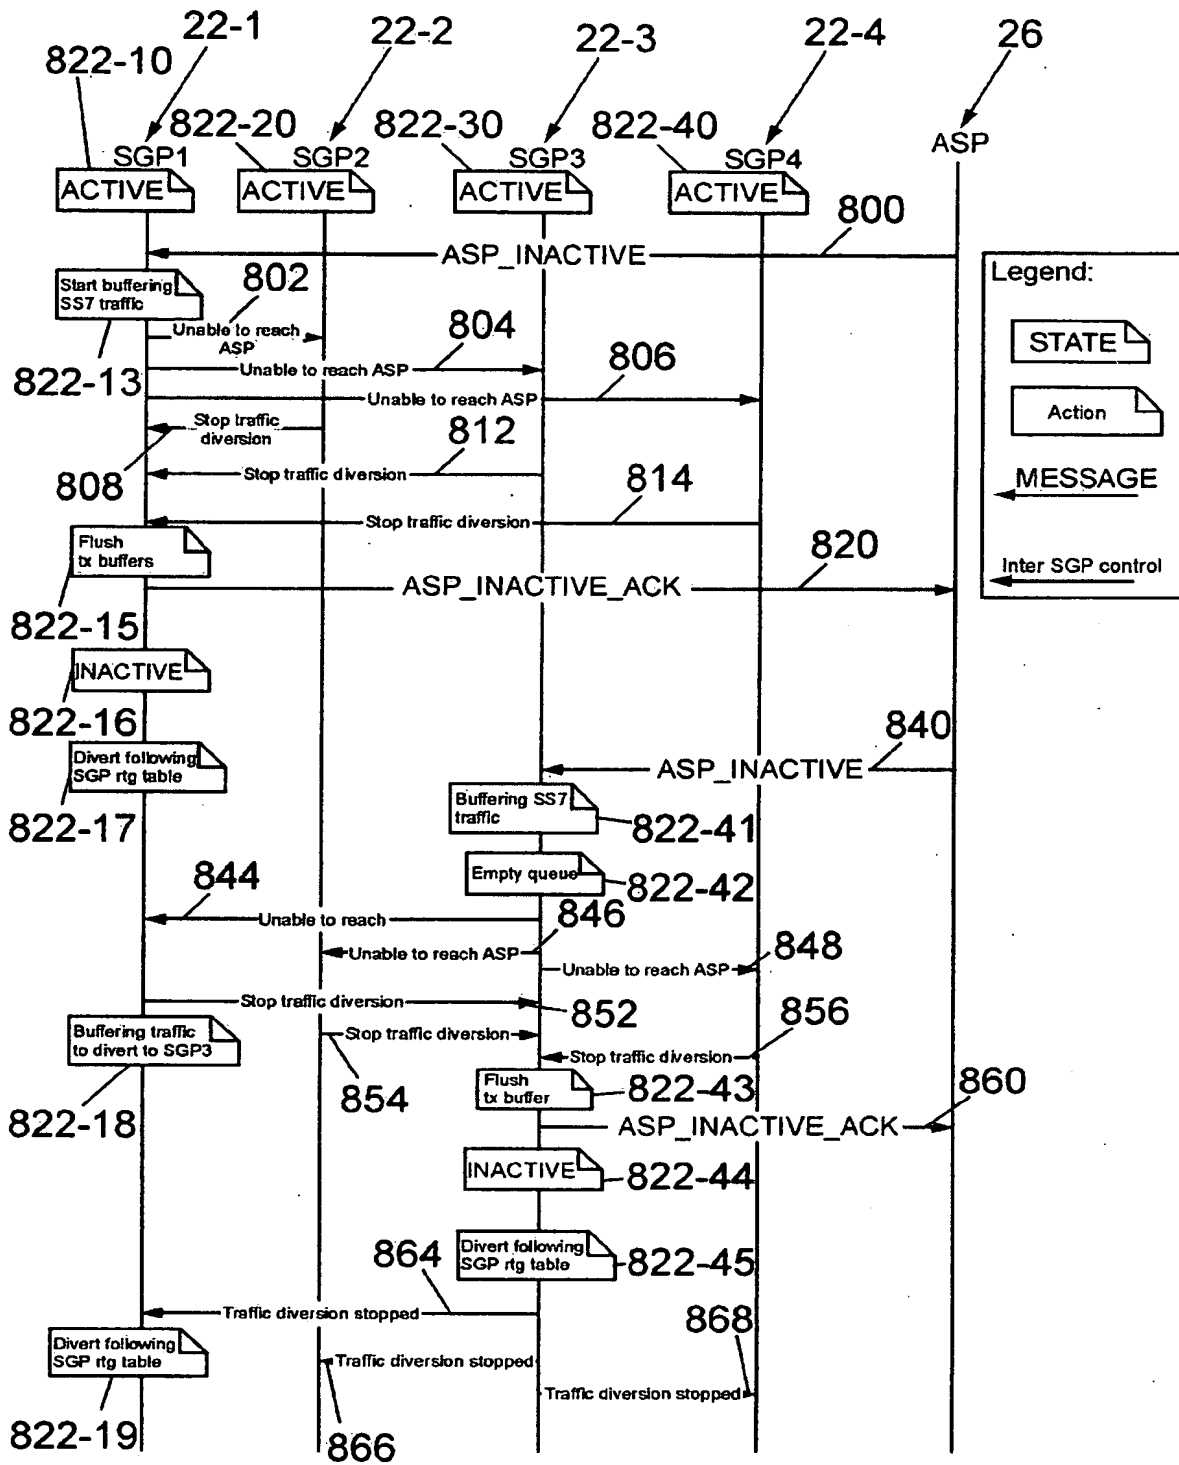 22-1 22-2 22-3 22-4 26
822-10
822-20 822-30 822-40
SGP1 SGP2 SGP3 SGP4 ASP
ACTIVE ACTIVE ACTIVE ACTIVE
800
ASP_INACTIVE
Legend:
STATE
Action
MESSAGE
Inter SGP control
Start buffering
SS7 traffic
802
822-13
Unable to reach
ASP
804
Unable to reach ASP
806
Unable to reach ASP
Stop traffic
diversion
808
812
Stop traffic diversion
814
Stop traffic diversion
Flush
tx buffers
822-15
820
ASP_INACTIVE_ACK
INACTIVE
822-16
840
ASP_INACTIVE
Divert following
SGP rtg table
822-17
Buffering SS7
traffic
822-41
Empty queue
822-42
844
Unable to reach
846
Unable to reach ASP
848
Unable to reach ASP
Stop traffic diversion
852
Buffering traffic
to divert to SGP3
822-18
Stop traffic diversion
854
856
Stop traffic diversion
Flush
tx buffer
822-43
860
ASP_INACTIVE_ACK
INACTIVE
822-44
Divert following
SGP rtg table
822-45
864
Traffic diversion stopped
868
Divert following
SGP rtg table
822-19
Traffic diversion stopped
866
Traffic diversion stopped